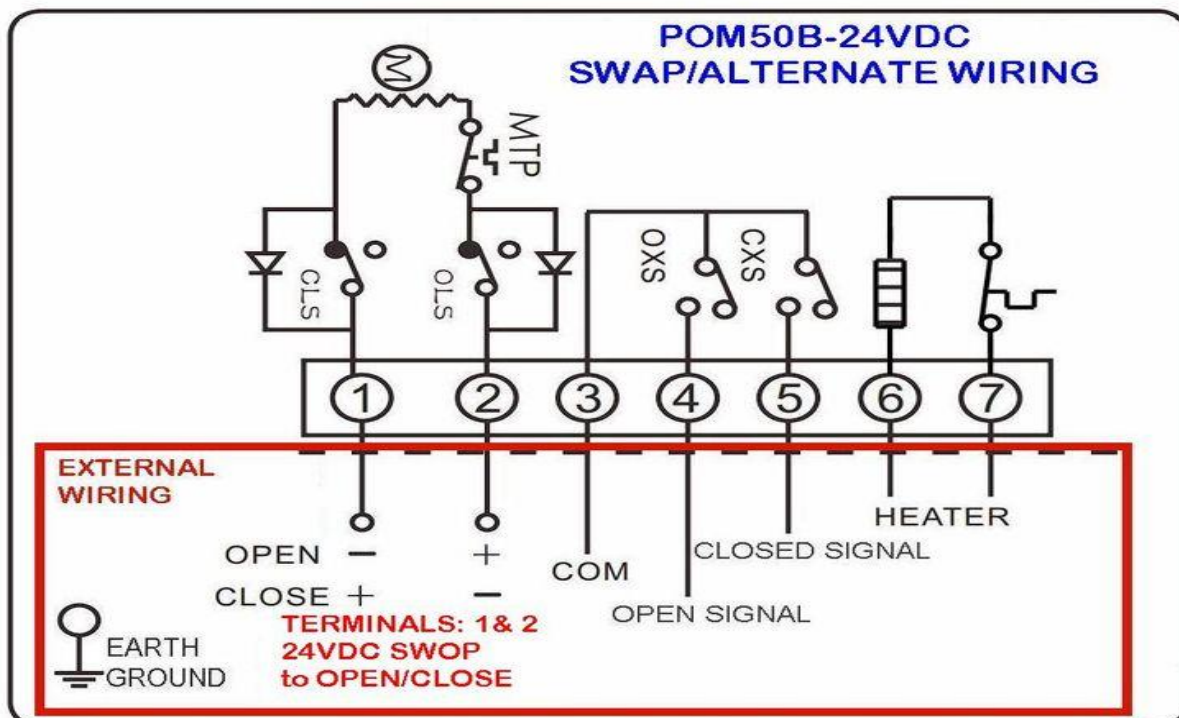 POM50B-24VDC
SWAP/ALTERNATE WIRING
M
MTP
CLS
OLS
OXS
CXS
1 2 3 4 5 6 7
EXTERNAL
WIRING
OPEN − +
CLOSE + −
COM
OPEN SIGNAL
CLOSED SIGNAL
HEATER
TERMINALS: 1& 2
24VDC SWOP
to OPEN/CLOSE
EARTH
GROUND